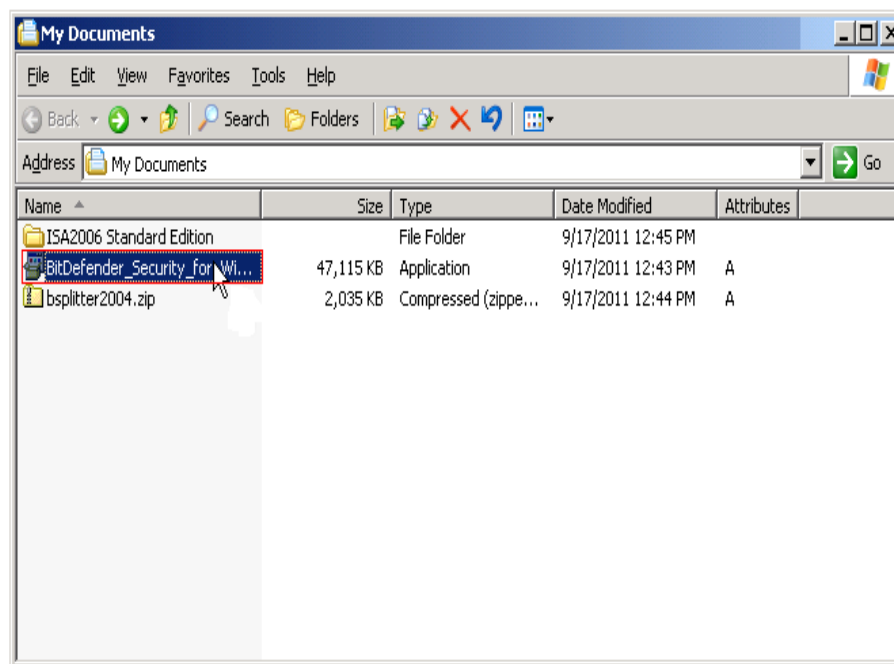 My Documents
File Edit View Favorites Tools Help
Back Search Folders
Address My Documents Go
Name Size Type Date Modified Attributes
ISA2006 Standard Edition File Folder 9/17/2011 12:45 PM
BitDefender_Security_for_Wi... 47,115 KB Application 9/17/2011 12:43 PM A
bsplitter2004.zip 2,035 KB Compressed (zippe... 9/17/2011 12:44 PM A